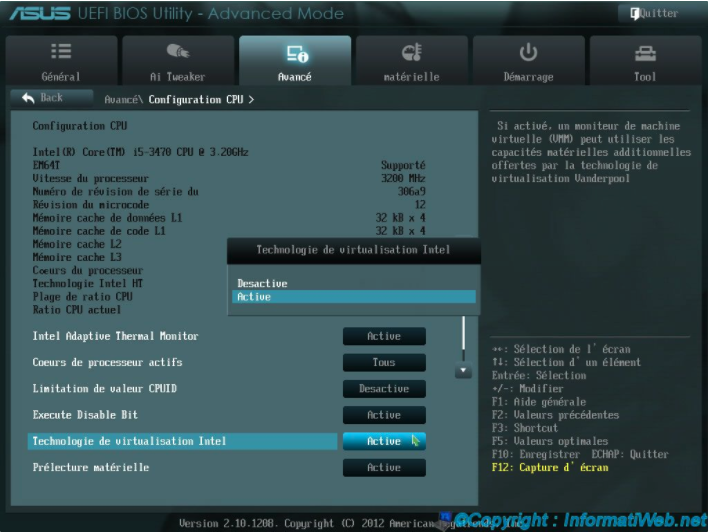 ASUS UEFI BIOS Utility - Advanced Mode
Quitter
Général
Ai Tweaker
Avancé
matérielle
Démarrage
Tool
Back
Avancé\ Configuration CPU >
Configuration CPU
Intel(R) Core(TM) i5-3470 CPU @ 3.20GHz
EM64T Supporté
Vitesse du processeur 3200 MHz
Numéro de révision de série du 306a9
Révision du microcode 12
Mémoire cache de données L1 32 kB x 4
Mémoire cache de code L1 32 kB x 4
Mémoire cache L2
Mémoire cache L3
Coeurs du processeur
Technologie Intel HT
Plage de ratio CPU
Ratio CPU actuel
Technologie de virtualisation Intel
Desactive
Active
Intel Adaptive Thermal Monitor Active
Coeurs de processeur actifs Tous
Limitation de valeur CPUID Desactive
Execute Disable Bit Active
Technologie de virtualisation Intel Active
Prélecture matérielle Active
Si activé, un moniteur de machine
virtuelle (VMM) peut utiliser les
capacités matérielles additionnelles
offertes par la technologie de
virtualisation Vanderpool
→←: Sélection de l' écran
↑↓: Sélection d' un élément
Entrée: Sélection
+/-: Modifier
F1: Aide générale
F2: Valeurs précédentes
F3: Shortcut
F5: Valeurs optimales
F10: Enregistrer ECHAP: Quitter
F12: Capture d' écran
Version 2.10.1208. Copyright (C) 2012 American
©Copyright : InformatiWeb.net